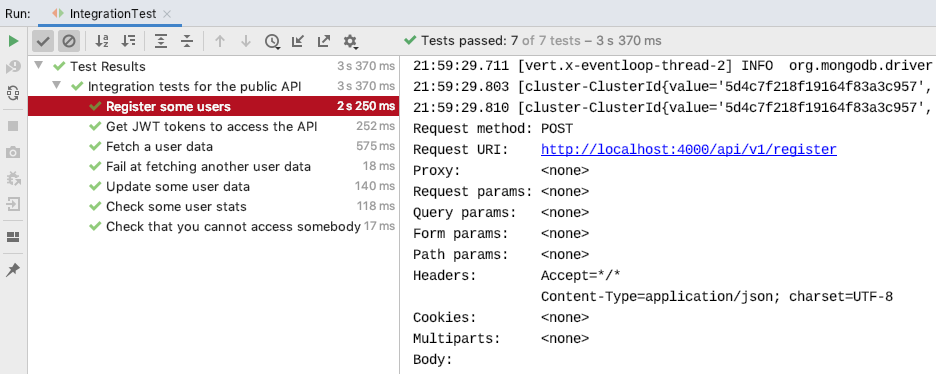 Run: IntegrationTest
Tests passed: 7 of 7 tests – 3 s 370 ms
Test Results 3 s 370 ms
Integration tests for the public API 3 s 370 ms
Register some users 2 s 250 ms
Get JWT tokens to access the API 252 ms
Fetch a user data 575 ms
Fail at fetching another user data 18 ms
Update some user data 140 ms
Check some user stats 118 ms
Check that you cannot access somebody 17 ms
21:59:29.711 [vert.x-eventloop-thread-2] INFO  org.mongodb.driver
21:59:29.803 [cluster-ClusterId{value='5d4c7f218f19164f83a3c957',
21:59:29.810 [cluster-ClusterId{value='5d4c7f218f19164f83a3c957',
Request method: POST
Request URI: http://localhost:4000/api/v1/register
Proxy: <none>
Request params: <none>
Query params: <none>
Form params: <none>
Path params: <none>
Headers: Accept=*/*
Content-Type=application/json; charset=UTF-8
Cookies: <none>
Multiparts: <none>
Body: